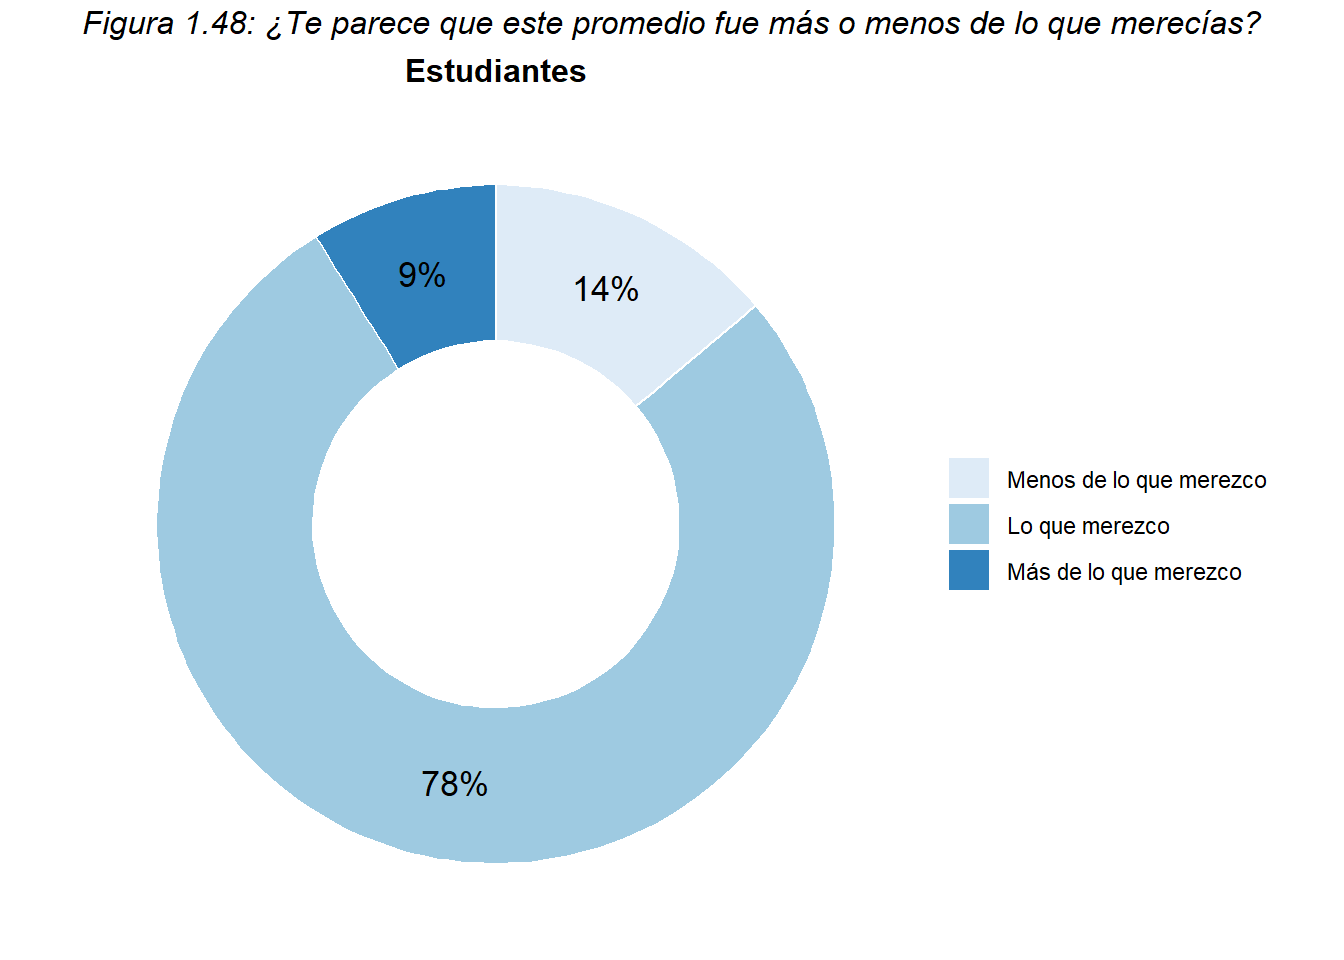 Figura 1.48: ¿Te parece que este promedio fue más o menos de lo que merecías?
Estudiantes
9%
14%
78%
Menos de lo que merezco
Lo que merezco
Más de lo que merezco